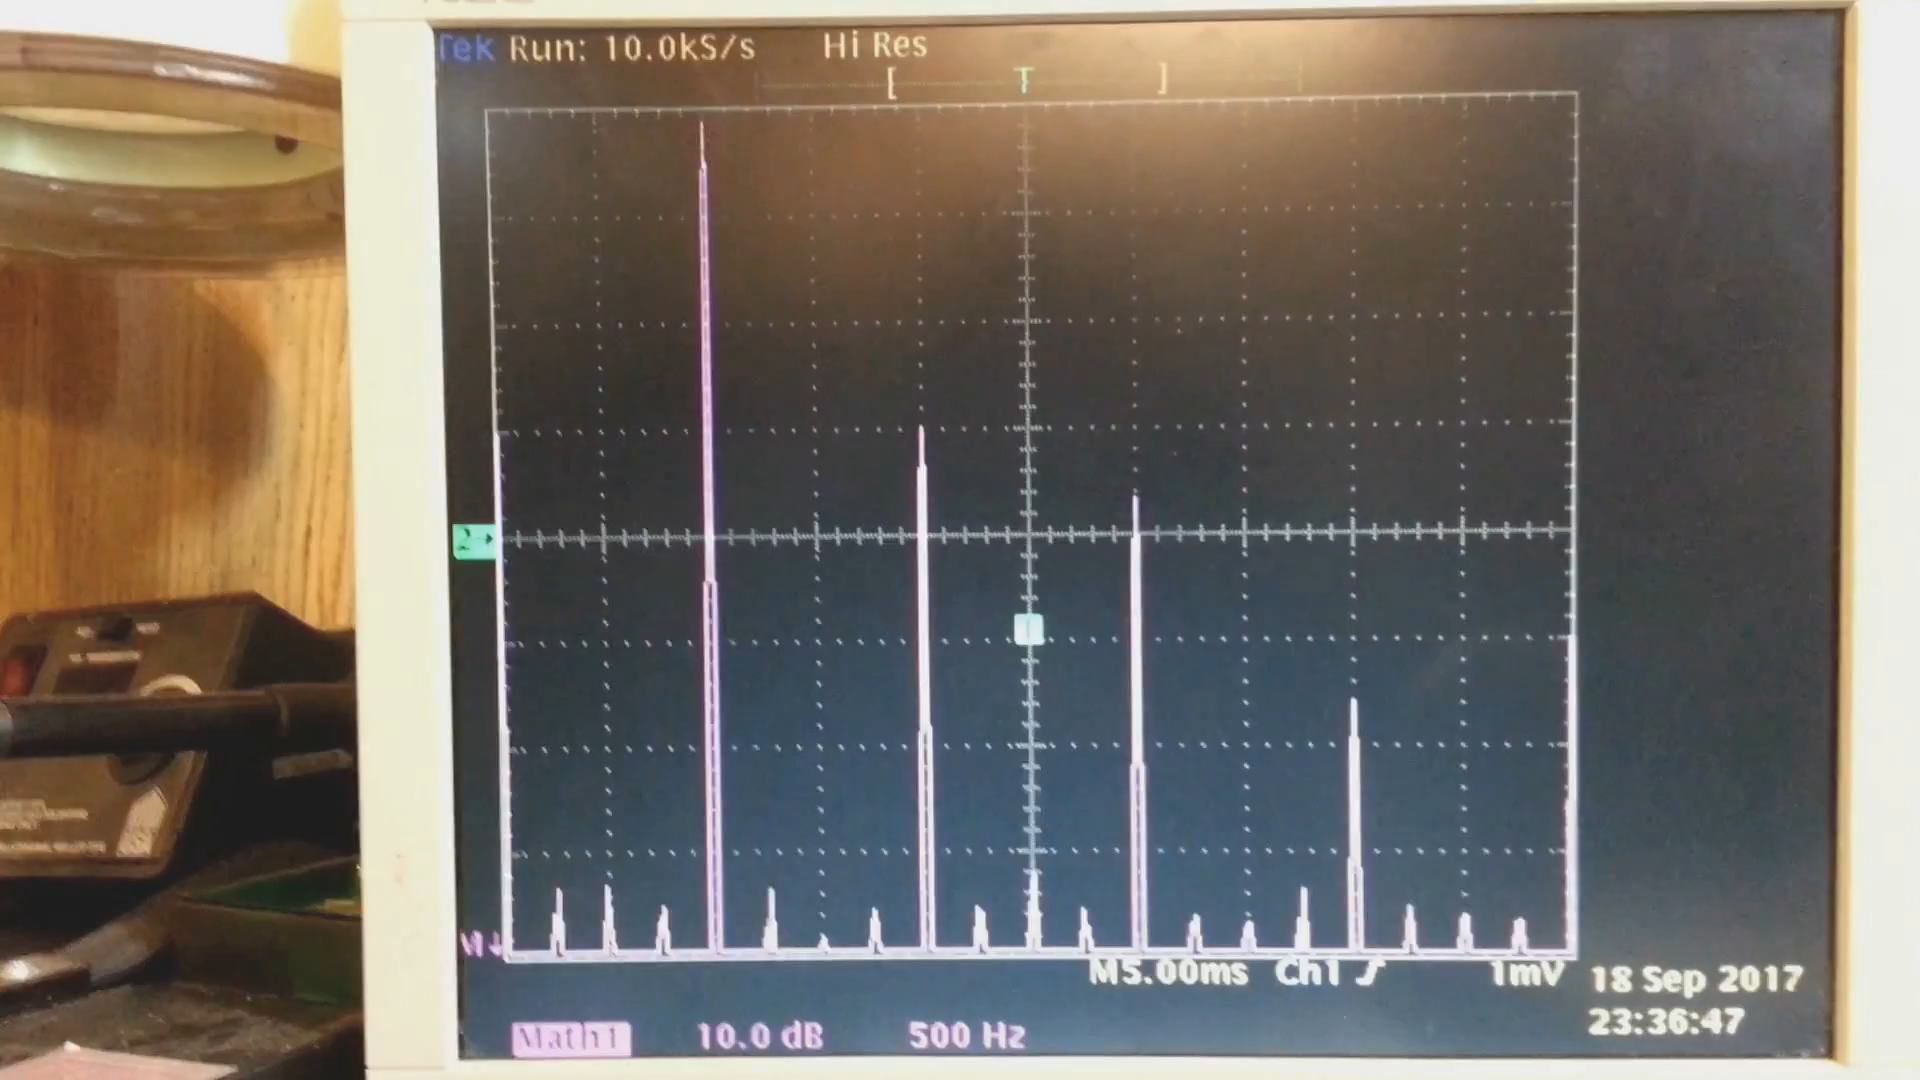 Tek Run: 10.0kS/s Hi Res
[ T ]
2→
M5.00ms Ch1 1mV
18 Sep 2017
23:36:47
Math1 10.0 dB 500 Hz